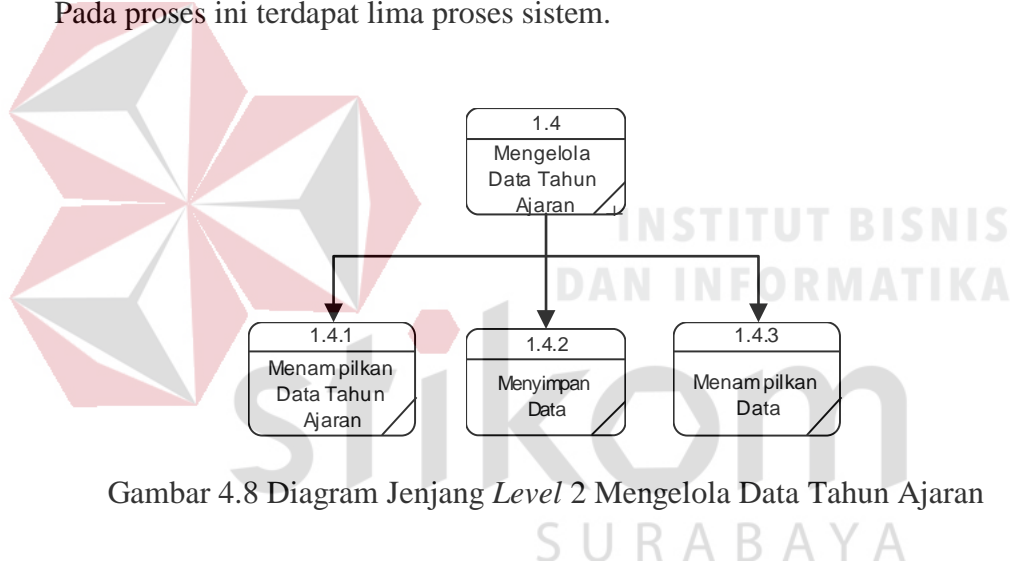 Pada proses ini terdapat lima proses sistem.
1.4
Mengelola
Data Tahun
Ajaran
INSTITUT BISNIS
DAN INFORMATIKA
1.4.1
Menampilkan
Data Tahun
Ajaran
1.4.2
Menyimpan
Data
1.4.3
Menampilkan
Data
stikom
Gambar 4.8 Diagram Jenjang Level 2 Mengelola Data Tahun Ajaran
SURABAYA